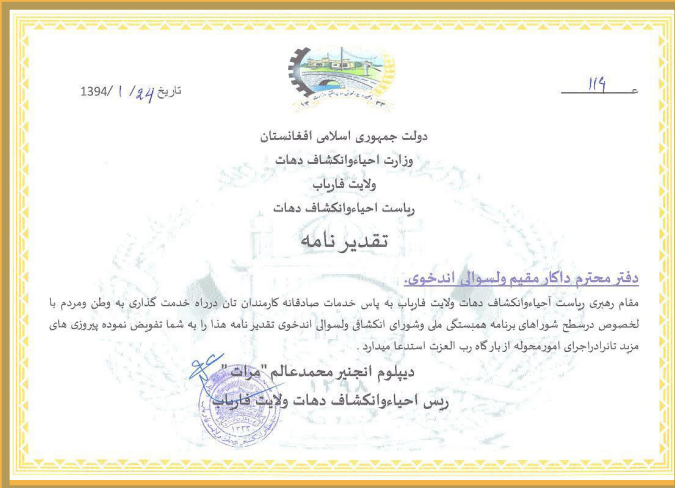 تاریخ 24/ 1 /1394
119
دولت جمهوری اسلامی افغانستان
وزارت احیاءوانکشاف دهات
ولایت فاریاب
ریاست احیاءوانکشاف دهات
تقدیر نامه
دفتر محترم داکار مقیم ولسوالی اندخوی.
مقام رهبری ریاست احیاءوانکشاف دهات ولایت فاریاب به پاس خدمات صادقانه کارمندان تان درراه خدمت گذاری به وطن ومردم با
لخصوص درسطح شوراهای برنامه همبستگی ملی وشورای انکشافی ولسوالی اندخوی تقدیر نامه هذا را به شما تفویض نموده پیروزی های
مزید تانرادراجرای امورمحوله ازبار گاه رب العزت استدعا میدارد .
دیپلوم انجنیر محمدعالم "مرات"
ریس احیاءوانکشاف دهات ولایت فاریاب